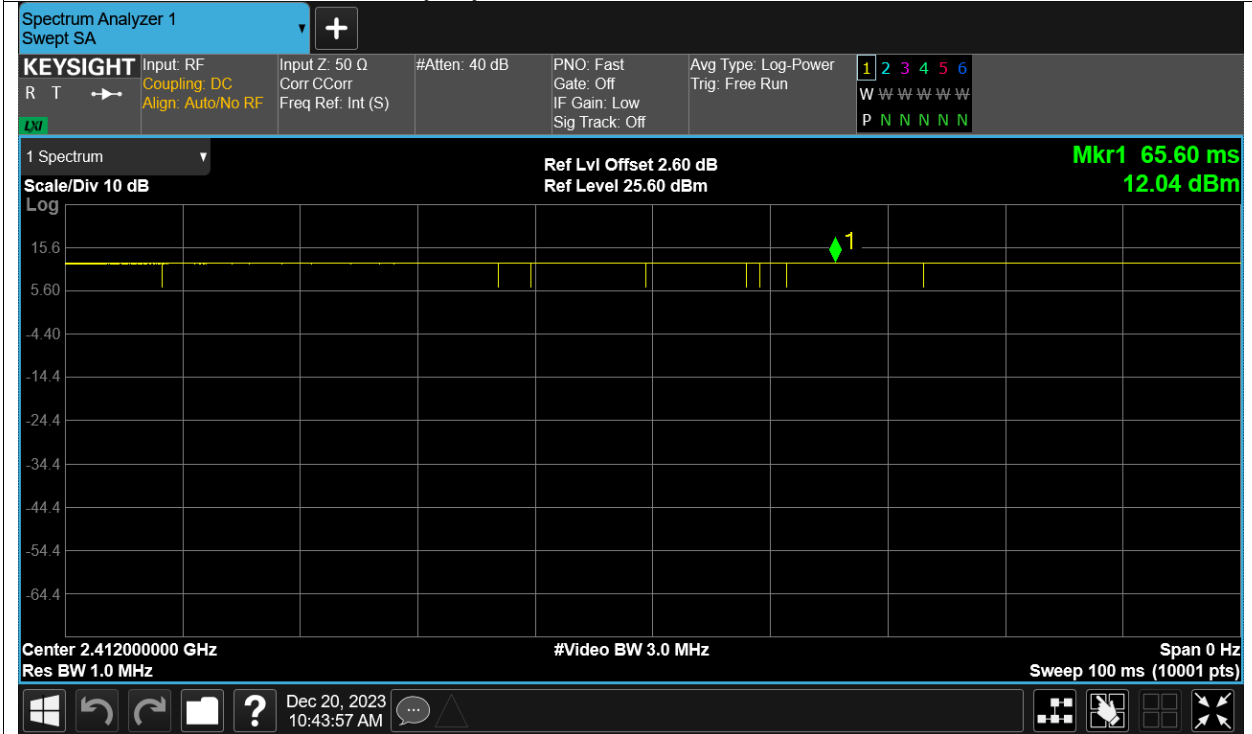 Spectrum Analyzer 1
Swept SA
+
KEYSIGHT
R T
LXI
Input: RF
Coupling: DC
Align: Auto/No RF
Input Z: 50 Ω
Corr CCorr
Freq Ref: Int (S)
#Atten: 40 dB
PNO: Fast
Gate: Off
IF Gain: Low
Sig Track: Off
Avg Type: Log-Power
Trig: Free Run
1 2 3 4 5 6
W W W W W W
P N N N N N
1 Spectrum
Scale/Div 10 dB
Ref Lvl Offset 2.60 dB
Ref Level 25.60 dBm
Mkr1 65.60 ms
12.04 dBm
Log
1
15.6
5.60
-4.40
-14.4
-24.4
-34.4
-44.4
-54.4
-64.4
Center 2.412000000 GHz
#Video BW 3.0 MHz
Span 0 Hz
Res BW 1.0 MHz
Sweep 100 ms (10001 pts)
?
Dec 20, 2023
10:43:57 AM